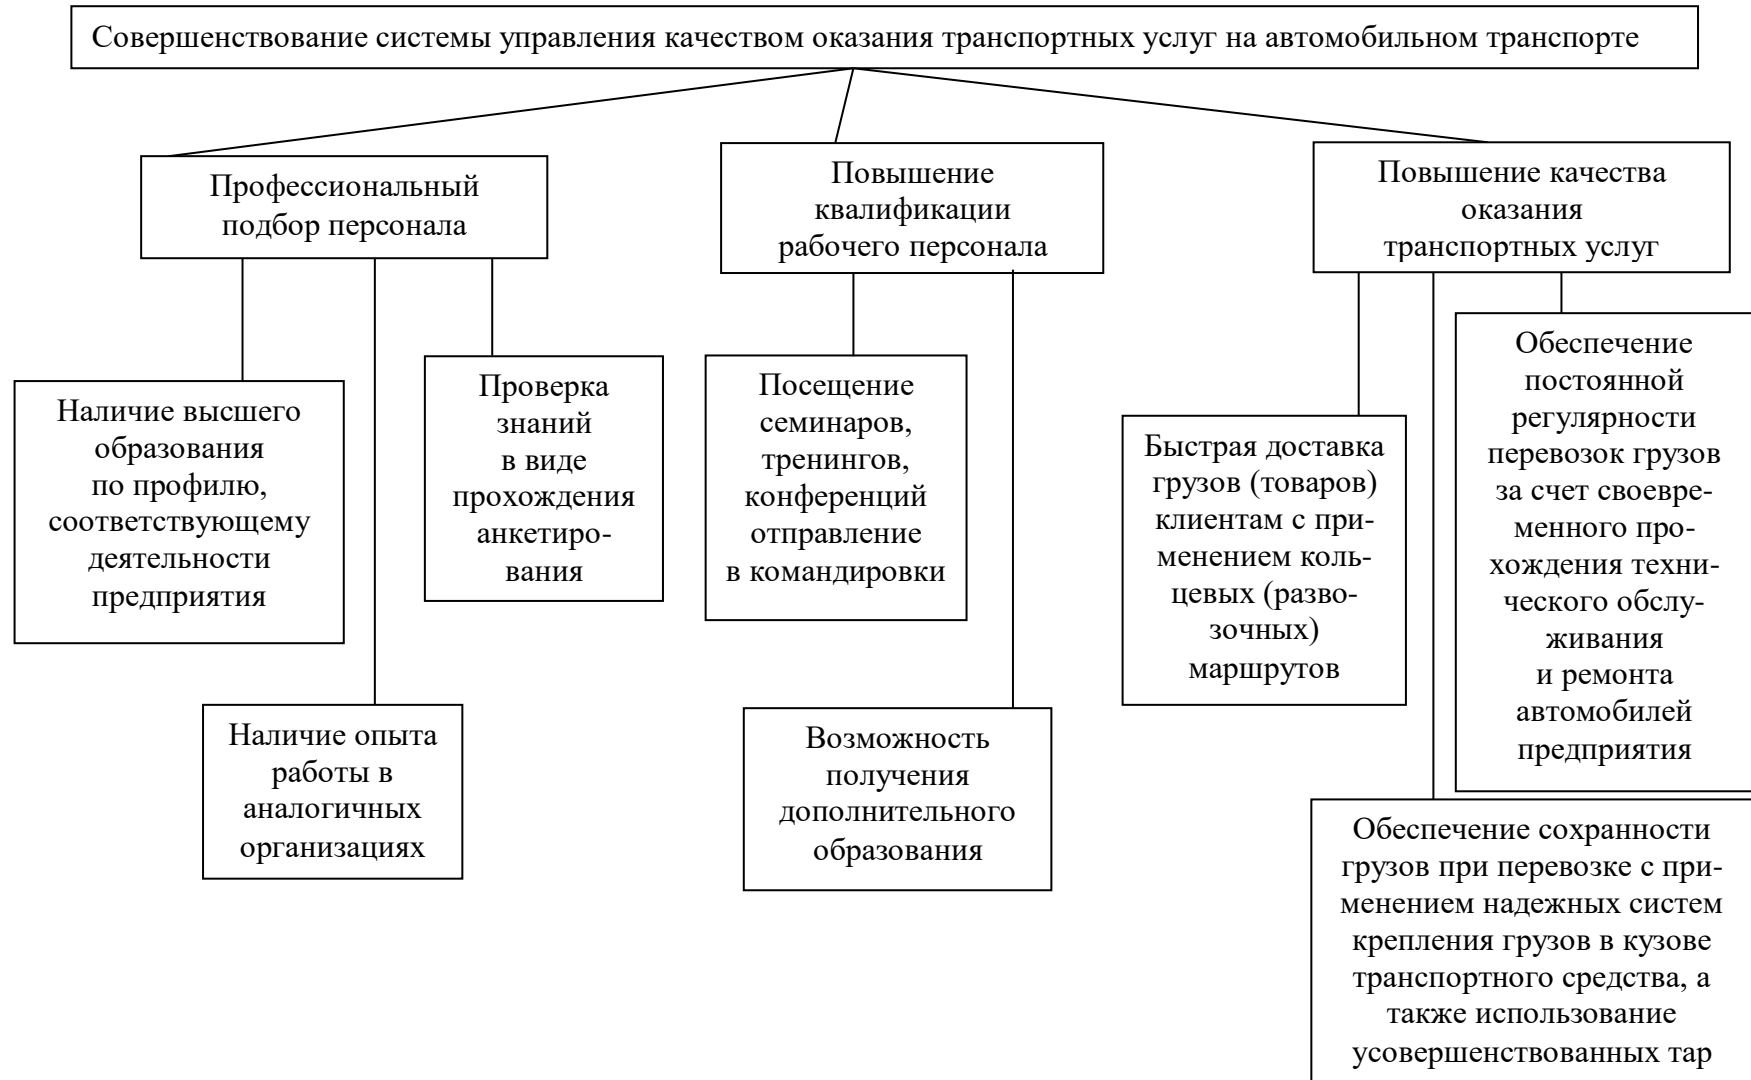 Совершенствование системы управления качеством оказания транспортных услуг на автомобильном транспорте
Профессиональный
подбор персонала
Повышение
квалификации
рабочего персонала
Повышение качества
оказания
транспортных услуг
Наличие высшего
образования
по профилю,
соответствующему
деятельности
предприятия
Наличие опыта
работы в
аналогичных
организациях
Проверка
знаний
в виде
прохождения
анкетиро-
вания
Посещение
семинаров,
тренингов,
конференций
отправление
в командировки
Возможность
получения
дополнительного
образования
Быстрая доставка
грузов (товаров)
клиентам с при-
менением коль-
цевых (разво-
зочных)
маршрутов
Обеспечение
постоянной
регулярности
перевозок грузов
за счет своевре-
менного про-
хождения техни-
ческого обслу-
живания
и ремонта
автомобилей
предприятия
Обеспечение сохранности
грузов при перевозке с при-
менением надежных систем
крепления грузов в кузове
транспортного средства, а
также использование
усовершенствованных тар